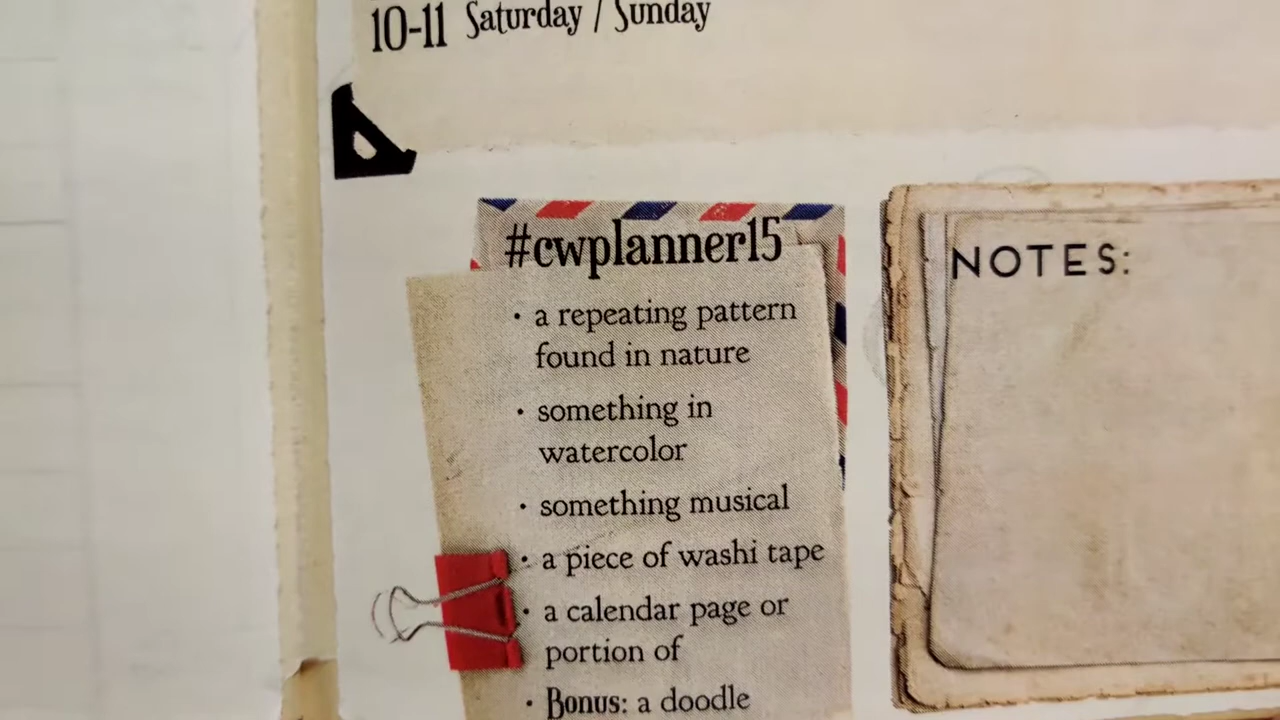 10-11 Saturday / Sunday
#cwplanner15
• a repeating pattern
found in nature
• something in
watercolor
• something musical
• a piece of washi tape
• a calendar page or
portion of
• Bonus: a doodle
NOTES: